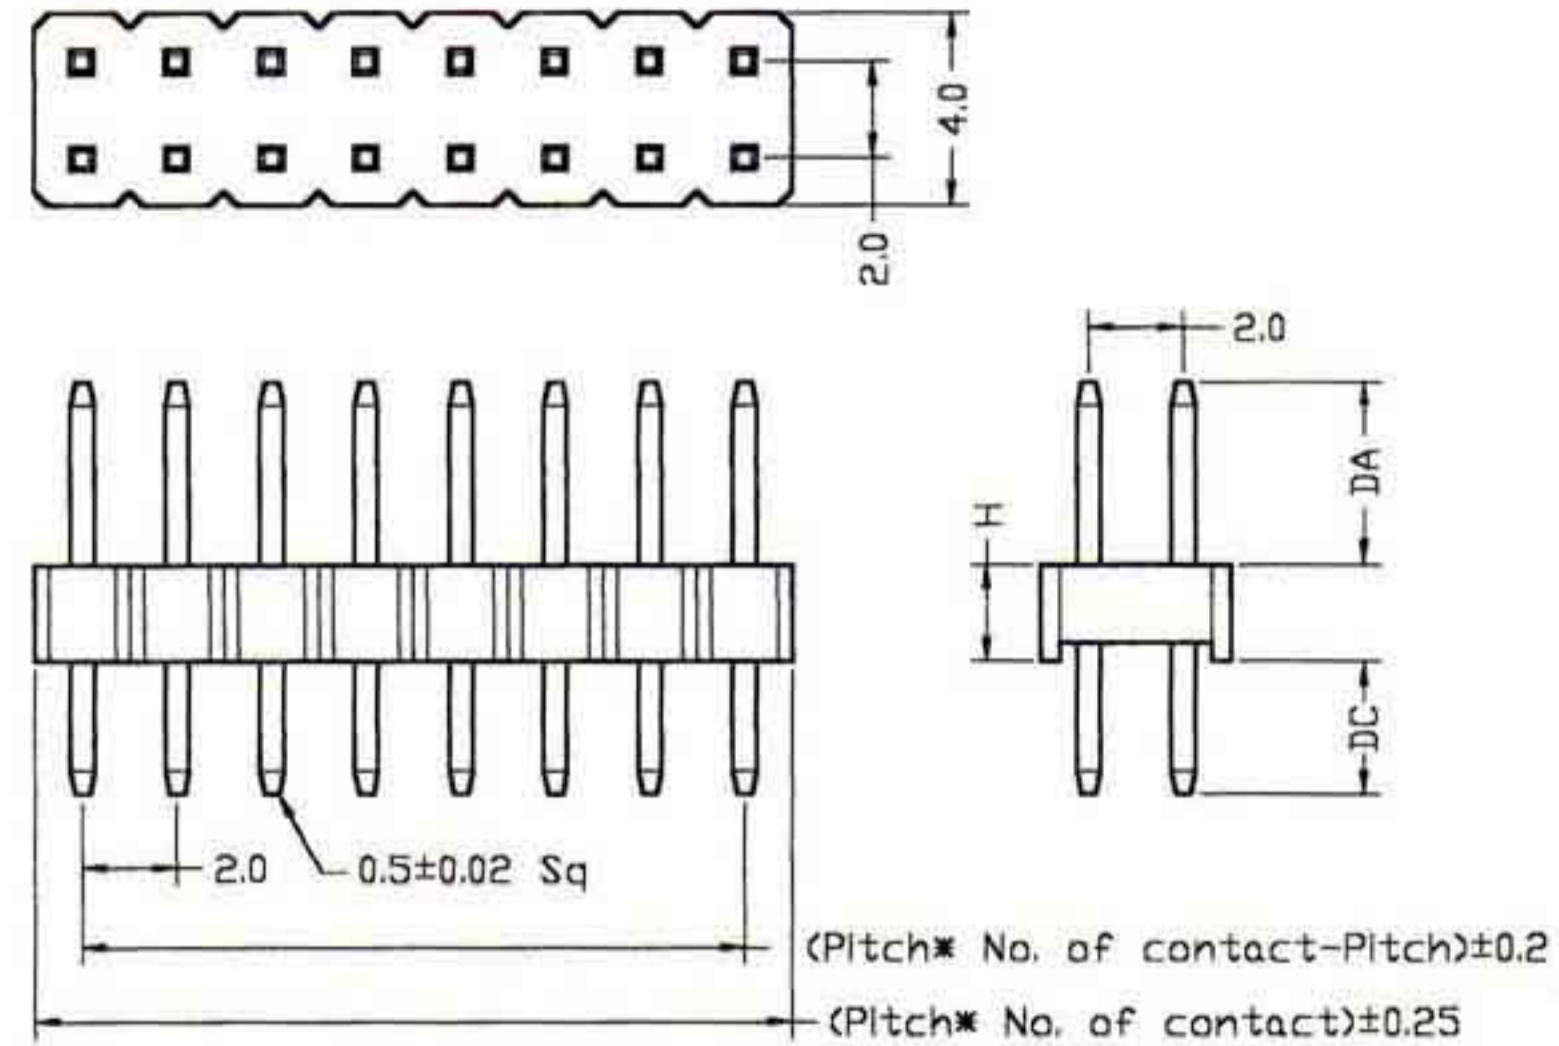 4.0
2.0
2.0
DA
H
DC
2.0
0.5±0.02 Sq
(Pitch* No. of contact-Pitch)±0.2
(Pitch* No. of contact)±0.25